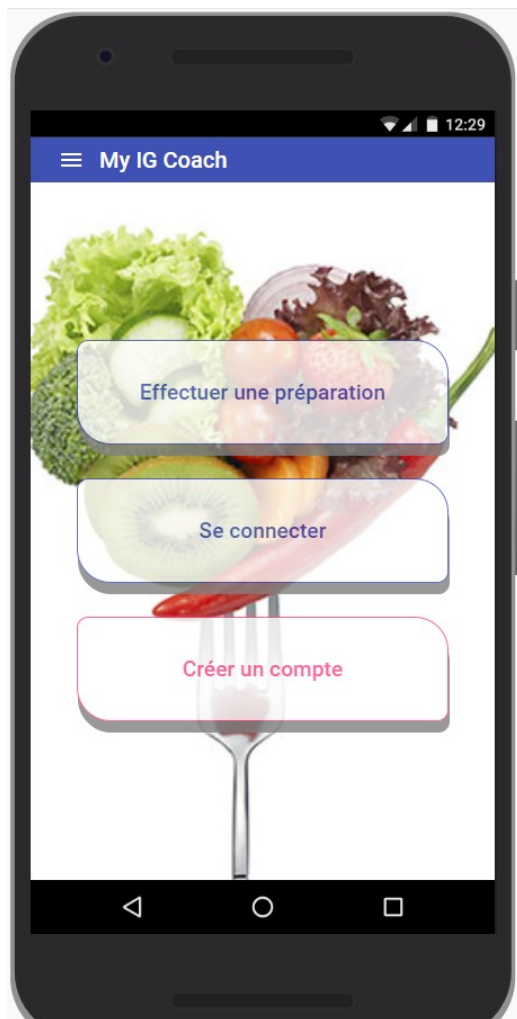 12:29
My IG Coach
Effectuer une préparation
Se connecter
Créer un compte